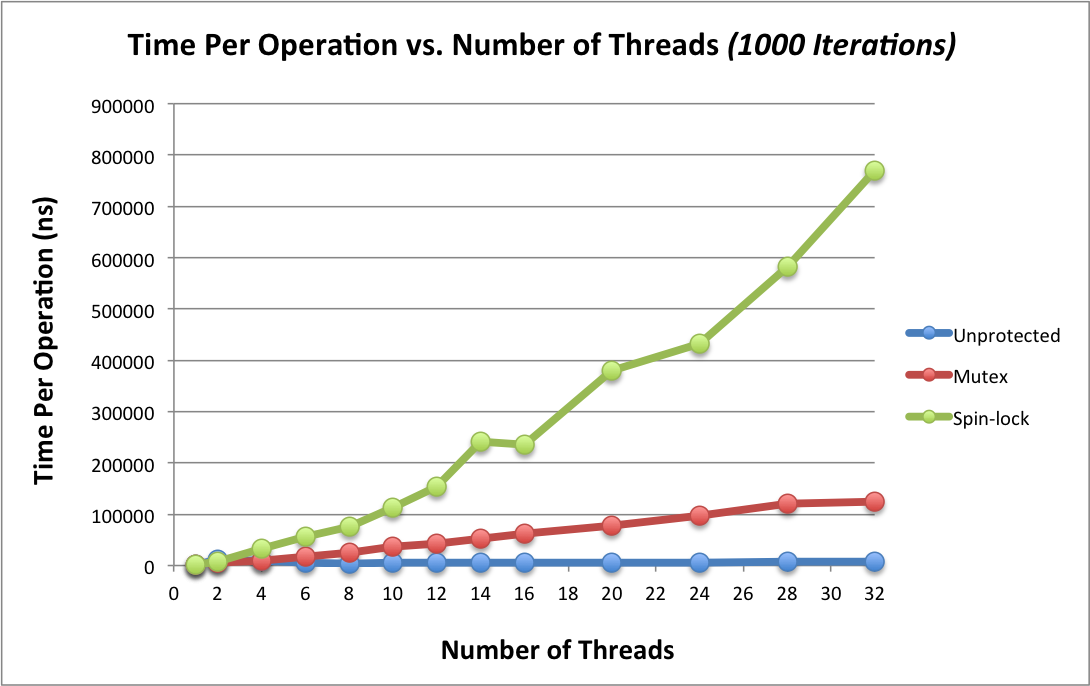 Time Per Operation vs. Number of Threads (1000 Iterations)
900000
800000
700000
600000
500000
400000
300000
200000
100000
0
Time Per Operation (ns)
0 2 4 6 8 10 12 14 16 18 20 22 24 26 28 30 32
Number of Threads
Unprotected
Mutex
Spin-lock